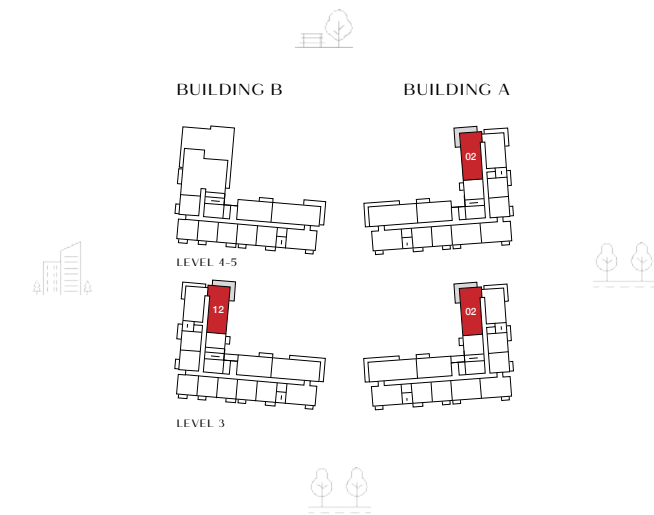 BUILDING B
BUILDING A
02
LEVEL 4-5
12
02
LEVEL 3